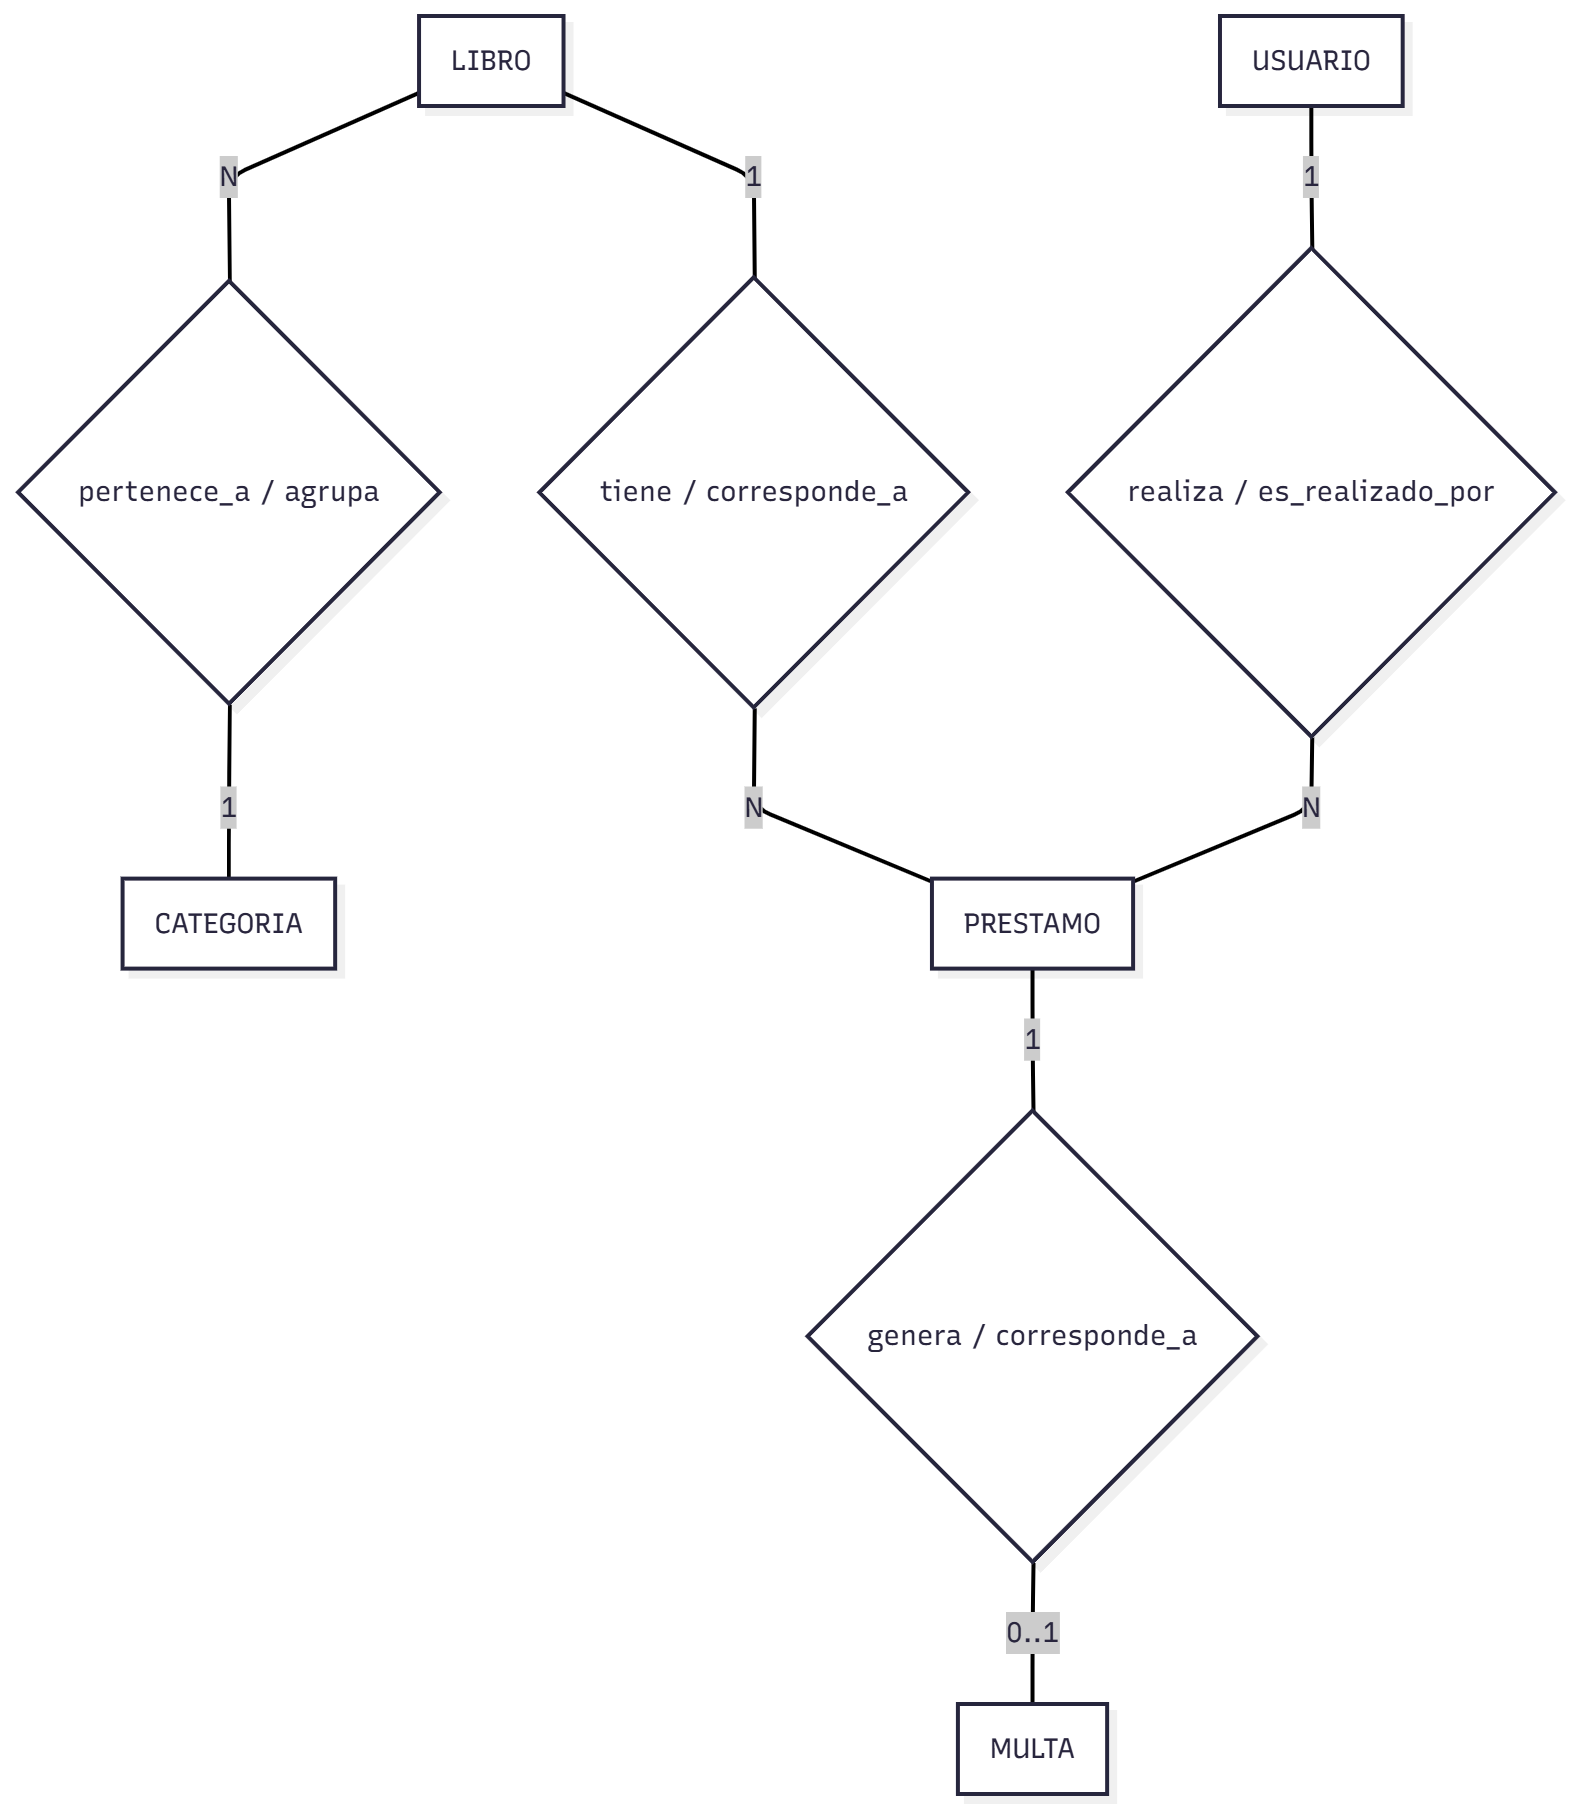 LIBRO
USUARIO
N
1
1
pertenece_a / agrupa
tiene / corresponde_a
realiza / es_realizado_por
1
N
N
CATEGORIA
PRESTAMO
1
genera / corresponde_a
0..1
MULTA